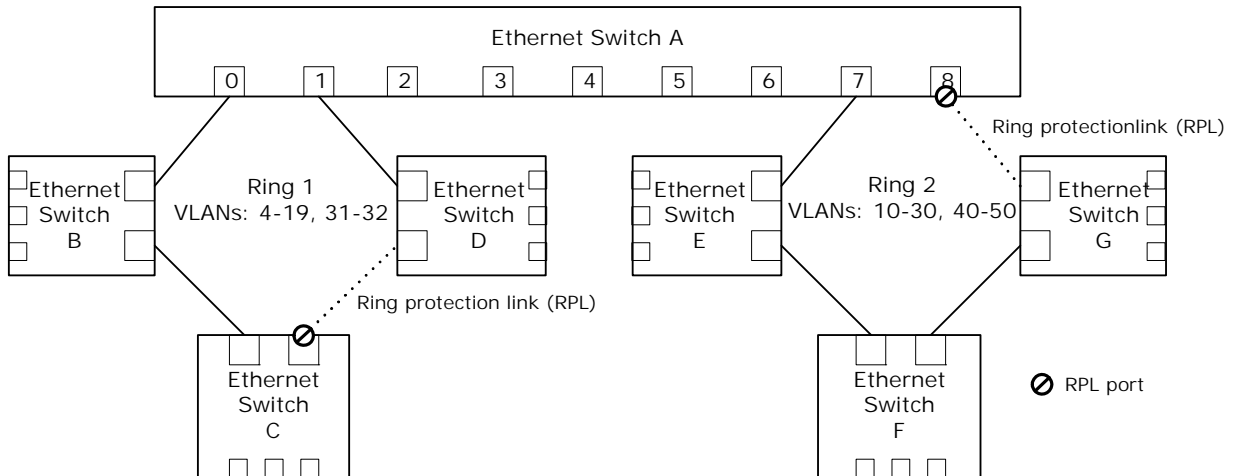 Ethernet Switch A
0 1 2 3 4 5 6 7 8
Ring protectionlink (RPL)
Ethernet
Switch
B
Ring 1
VLANs: 4-19, 31-32
Ethernet
Switch
D
Ethernet
Switch
E
Ring 2
VLANs: 10-30, 40-50
Ethernet
Switch
G
Ring protection link (RPL)
Ethernet
Switch
C
Ethernet
Switch
F
RPL port